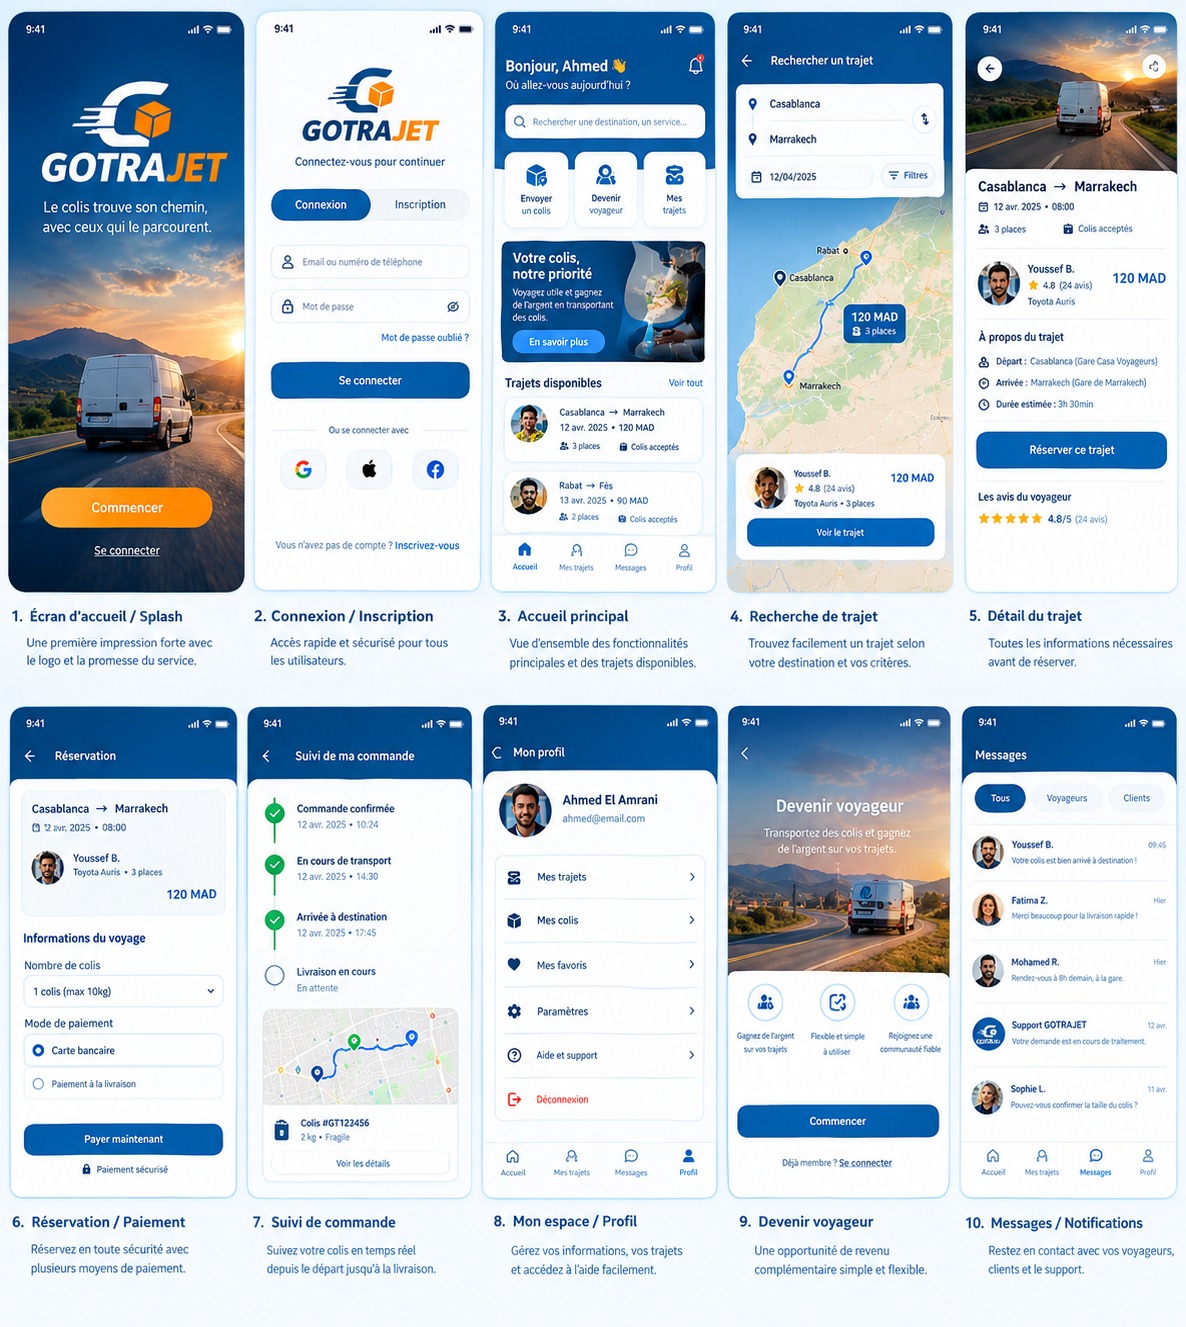 9:41
GOTRAJET
Le colis trouve son chemin,
avec ceux qui le parcourent.
Commencer
Se connecter
1. Écran d'accueil / Splash
Une première impression forte avec
le logo et la promesse du service.
9:41
GOTRAJET
Connectez-vous pour continuer
Connexion
Inscription
Email ou numéro de téléphone
Mot de passe
Mot de passe oublié ?
Se connecter
Ou se connecter avec
Vous n'avez pas de compte ? Inscrivez-vous
2. Connexion / Inscription
Accès rapide et sécurisé pour tous
les utilisateurs.
9:41
Bonjour, Ahmed 👋
Où allez-vous aujourd'hui ?
Rechercher une destination, un service...
Envoyer
un colis
Devenir
voyageur
Mes
trajets
Votre colis,
notre priorité
Voyagez utile et gagnez
de l'argent en transportant
des colis.
En savoir plus
Trajets disponibles
Voir tout
Casablanca → Marrakech
12 avr. 2025 • 120 MAD
3 places
Colis acceptés
Rabat → Fès
13 avr. 2025 • 90 MAD
2 places
Colis acceptés
Accueil
Mes trajets
Messages
Profil
3. Accueil principal
Vue d'ensemble des fonctionnalités
principales et des trajets disponibles.
9:41
Rechercher un trajet
Casablanca
Marrakech
12/04/2025
Filtres
Rabat
Casablanca
120 MAD
3 places
Marrakech
Youssef B.
4.8 (24 avis)
Toyota Auris • 3 places
120 MAD
Voir le trajet
4. Recherche de trajet
Trouvez facilement un trajet selon
votre destination et vos critères.
9:41
Casablanca → Marrakech
12 avr. 2025 • 08:00
3 places
Colis acceptés
Youssef B.
4.8 (24 avis)
Toyota Auris
120 MAD
À propos du trajet
Départ : Casablanca (Gare Casa Voyageurs)
Arrivée : Marrakech (Gare de Marrakech)
Durée estimée : 3h 30min
Réserver ce trajet
Les avis du voyageur
4.8/5 (24 avis)
5. Détail du trajet
Toutes les informations nécessaires
avant de réserver.
9:41
Réservation
Casablanca → Marrakech
12 avr. 2025 • 08:00
Youssef B.
Toyota Auris • 3 places
120 MAD
Informations du voyage
Nombre de colis
1 colis (max 10kg)
Mode de paiement
Carte bancaire
Paiement à la livraison
Payer maintenant
Paiement sécurisé
6. Réservation / Paiement
Réservez en toute sécurité avec
plusieurs moyens de paiement.
9:41
Suivi de ma commande
Commande confirmée
12 avr. 2025 • 10:24
En cours de transport
12 avr. 2025 • 14:30
Arrivée à destination
12 avr. 2025 • 17:45
Livraison en cours
En attente
Colis #GT123456
2 kg • Fragile
Voir les détails
7. Suivi de commande
Suivez votre colis en temps réel
depuis le départ jusqu'à la livraison.
9:41
Mon profil
Ahmed El Amrani
ahmed@email.com
Mes trajets
Mes colis
Mes favoris
Paramètres
Aide et support
Déconnexion
Accueil
Mes trajets
Messages
Profil
8. Mon espace / Profil
Gérez vos informations, vos trajets
et accédez à l'aide facilement.
9:41
Devenir voyageur
Transportez des colis et gagnez
de l'argent sur vos trajets.
Gagnez de l'argent
sur vos trajets
Flexible et simple
à utiliser
Rejoignez une
communauté fiable
Commencer
Déjà membre ? Se connecter
9. Devenir voyageur
Une opportunité de revenu
complémentaire simple et flexible.
9:41
Messages
Tous
Voyageurs
Clients
Youssef B.
09:45
Votre colis est bien arrivé à destination !
Fatima Z.
Hier
Merci beaucoup pour la livraison rapide !
Mohamed R.
Hier
Rendez-vous à 8h demain, à la gare.
Support GOTRAJET
12 avr.
Votre demande est en cours de traitement.
Sophie L.
11 avr.
Pouvez-vous confirmer la taille du colis ?
Accueil
Mes trajets
Messages
Profil
10. Messages / Notifications
Restez en contact avec vos voyageurs,
clients et le support.